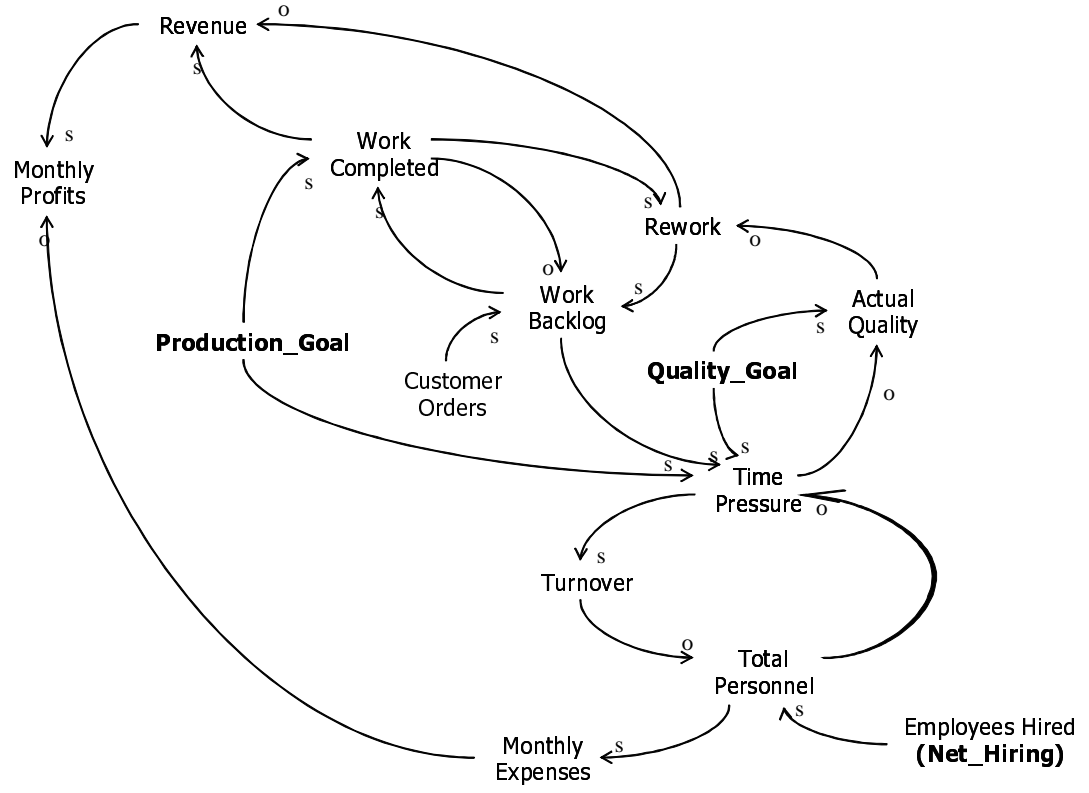 o
Revenue
s
s
Work
Completed
s
Monthly
Profits
s
s
s
Rework
o
o
o
s
Work
Backlog
s
Actual
Quality
s
Production_Goal
Quality_Goal
Customer
Orders
o
s
s
s
Time
Pressure
o
s
Turnover
o
Total
Personnel
s
Employees Hired
(Net_Hiring)
s
Monthly
Expenses